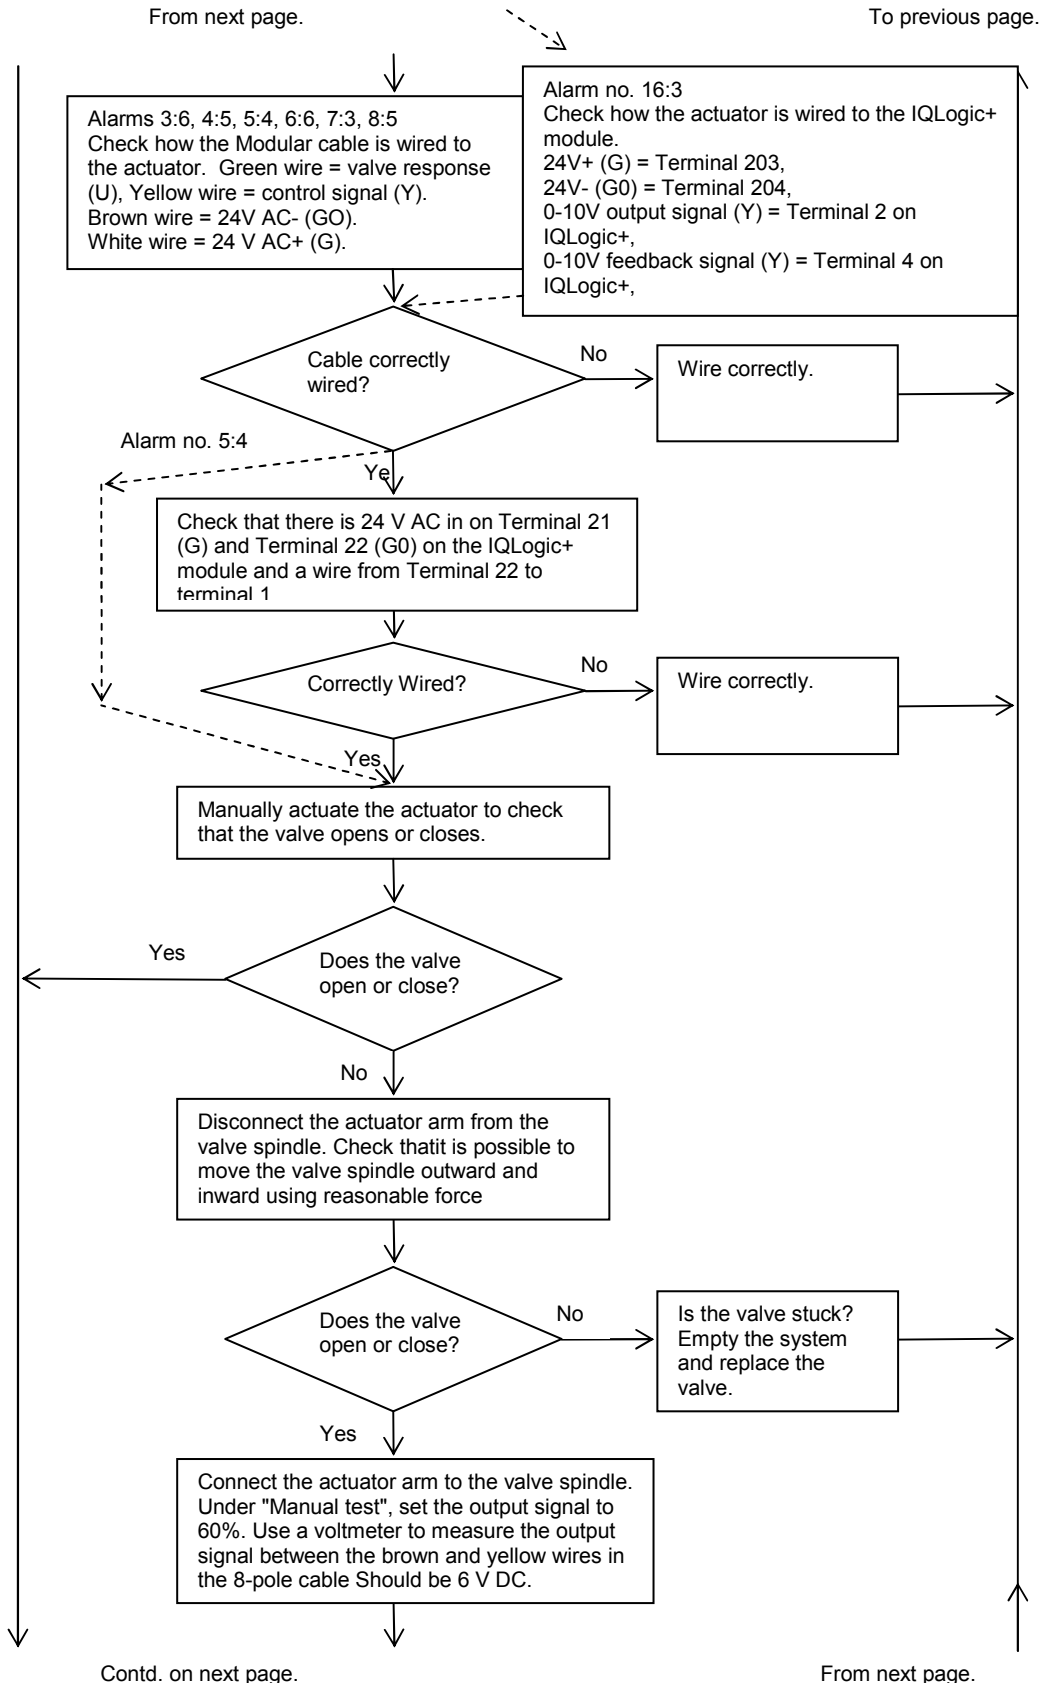 From next page.
To previous page.
Alarms 3:6, 4:5, 5:4, 6:6, 7:3, 8:5
Check how the Modular cable is wired to
the actuator.  Green wire = valve response
(U), Yellow wire = control signal (Y).
Brown wire = 24V AC- (GO).
White wire = 24 V AC+ (G).
Alarm no. 16:3
Check how the actuator is wired to the IQLogic+
module.
24V+ (G) = Terminal 203,
24V- (G0) = Terminal 204,
0-10V output signal (Y) = Terminal 2 on
IQLogic+,
0-10V feedback signal (Y) = Terminal 4 on
IQLogic+,
Cable correctly
wired?
No
Wire correctly.
Alarm no. 5:4
Ye
Check that there is 24 V AC in on Terminal 21
(G) and Terminal 22 (G0) on the IQLogic+
module and a wire from Terminal 22 to
terminal 1
Correctly Wired?
No
Wire correctly.
Yes
Manually actuate the actuator to check
that the valve opens or closes.
Yes
Does the valve
open or close?
No
Disconnect the actuator arm from the
valve spindle. Check thatit is possible to
move the valve spindle outward and
inward using reasonable force
Does the valve
open or close?
No
Is the valve stuck?
Empty the system
and replace the
valve.
Yes
Connect the actuator arm to the valve spindle.
Under "Manual test", set the output signal to
60%. Use a voltmeter to measure the output
signal between the brown and yellow wires in
the 8-pole cable Should be 6 V DC.
Contd. on next page.
From next page.